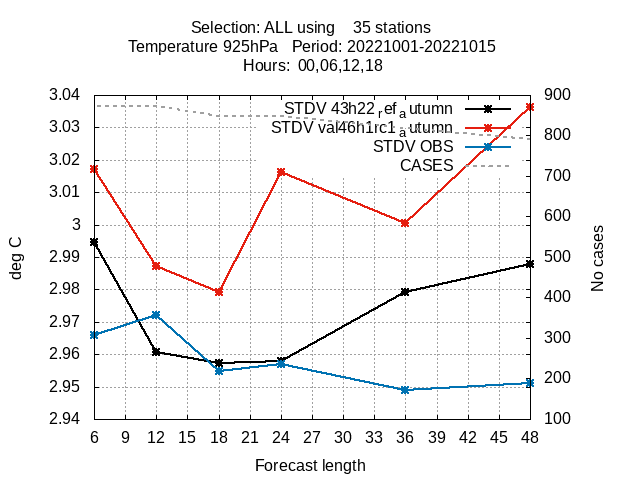 Selection: ALL using    35 stations
Temperature 925hPa   Period: 20221001-20221015
Hours: 00,06,12,18
STDV 43h22_ref_autumn
STDV val46h1rc1_autumn
STDV OBS
CASES
3.04
3.03
3.02
3.01
3
2.99
2.98
2.97
2.96
2.95
2.94
deg C
900
800
700
600
500
400
300
200
100
No cases
6 9 12 15 18 21 24 27 30 33 36 39 42 45 48
Forecast length